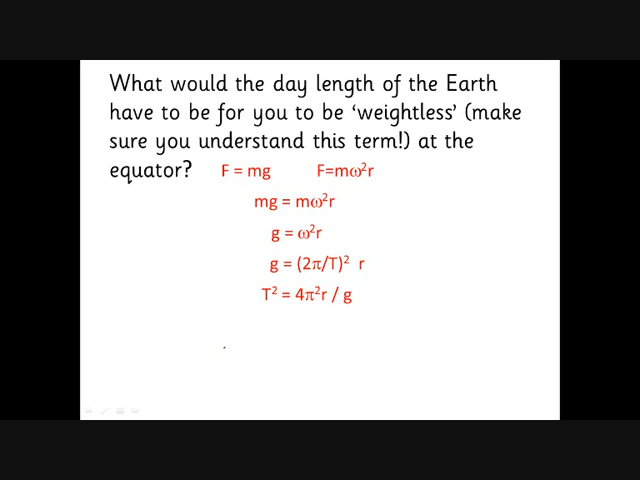 What would the day length of the Earth
have to be for you to be ‘weightless’ (make
sure you understand this term!) at the
equator? F = mg F=mω²r
mg = mω²r
g = ω²r
g = (2π/T)² r
T² = 4π²r / g